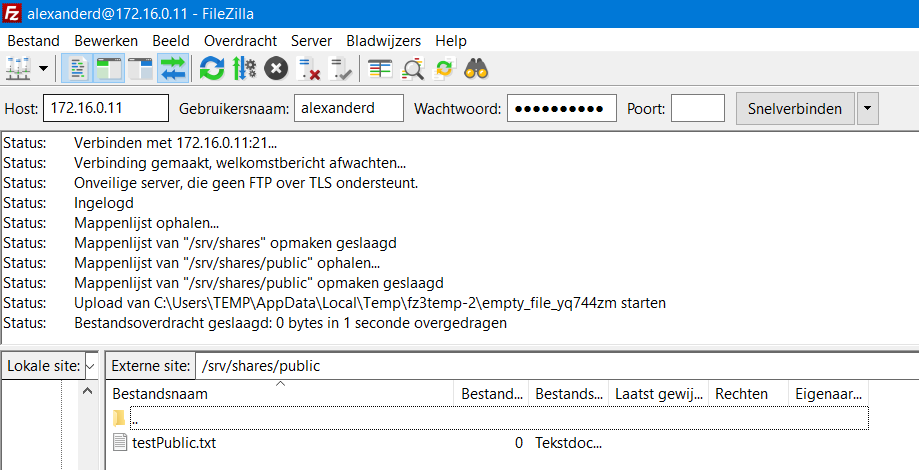 alexanderd@172.16.0.11 - FileZilla
Bestand Bewerken Beeld Overdracht Server Bladwijzers Help
Host: 172.16.0.11 Gebruikersnaam: alexanderd Wachtwoord: ●●●●●●●●●● Poort: Snelverbinden
Status: Verbinden met 172.16.0.11:21...
Status: Verbinding gemaakt, welkomstbericht afwachten...
Status: Onveilige server, die geen FTP over TLS ondersteunt.
Status: Ingelogd
Status: Mappenlijst ophalen...
Status: Mappenlijst van "/srv/shares" opmaken geslaagd
Status: Mappenlijst van "/srv/shares/public" ophalen...
Status: Mappenlijst van "/srv/shares/public" opmaken geslaagd
Status: Upload van C:\Users\TEMP\AppData\Local\Temp\fz3temp-2\empty_file_yq744zm starten
Status: Bestandsoverdracht geslaagd: 0 bytes in 1 seconde overgedragen
Lokale site: Externe site: /srv/shares/public
Bestandsnaam Bestand... Bestands... Laatst gewij... Rechten Eigenaar...
..
testPublic.txt 0 Tekstdoc...